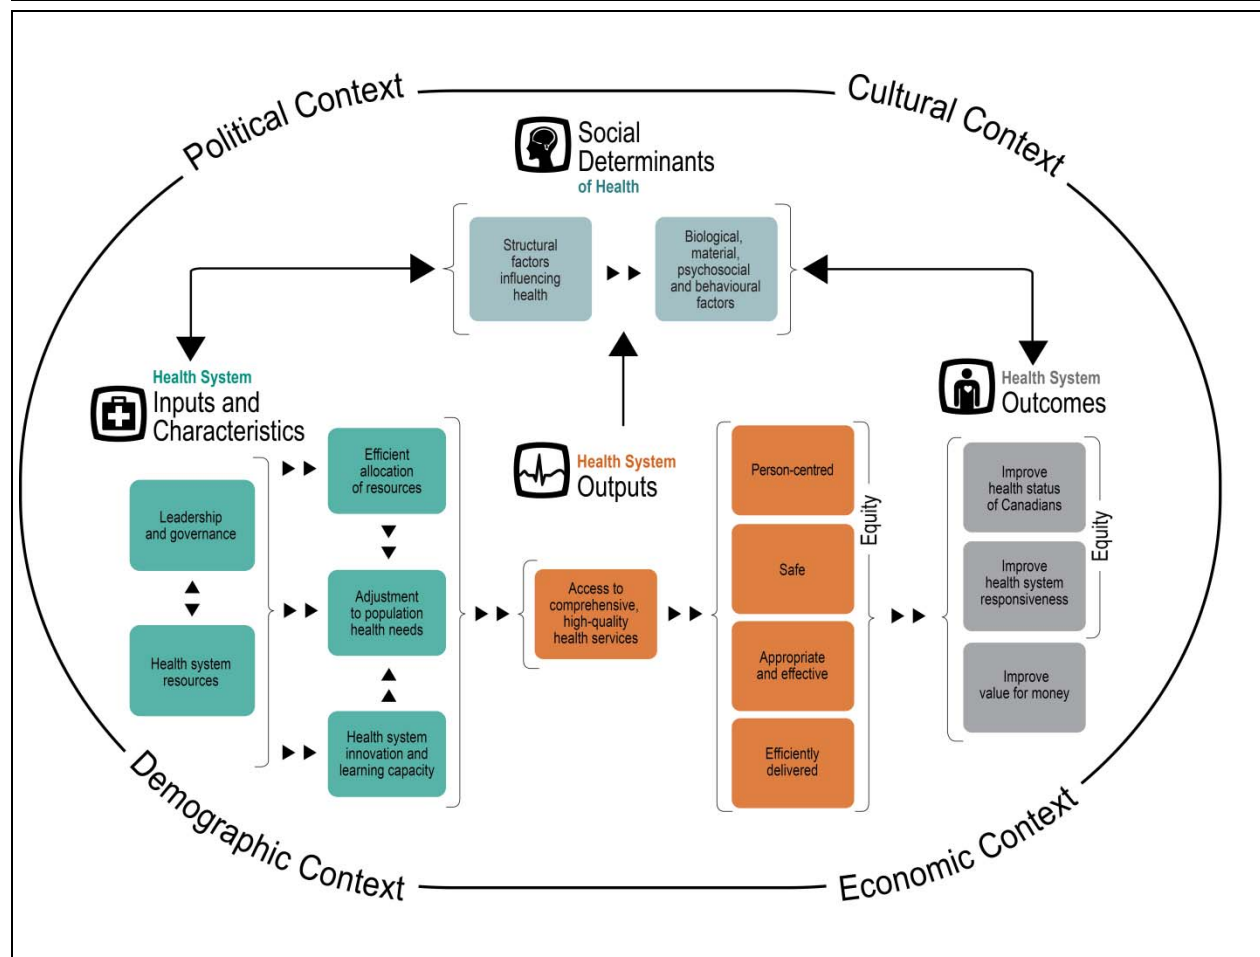 Political Context
Cultural Context
Social
Determinants
of Health
Structural
factors
influencing
health
Biological,
material,
psychosocial
and behavioural
factors
Health System
Inputs and
Characteristics
Leadership
and governance
Health system
resources
Efficient
allocation
of resources
Adjustment
to population
health needs
Health system
innovation and
learning capacity
Health System
Outputs
Access to
comprehensive,
high-quality
health services
Person-centred
Safe
Appropriate
and effective
Efficiently
delivered
Equity
Health System
Outcomes
Improve
health status
of Canadians
Improve
health system
responsiveness
Improve
value for money
Equity
Demographic Context
Economic Context